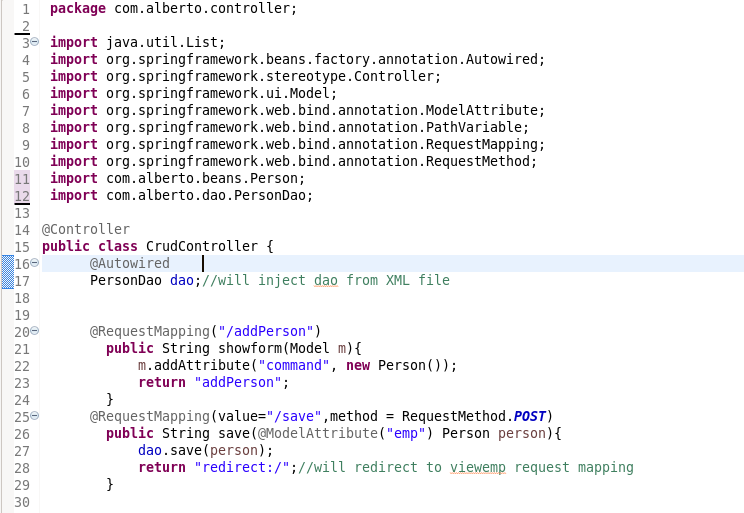 1 package com.alberto.controller;
2
3 import java.util.List;
4 import org.springframework.beans.factory.annotation.Autowired;
5 import org.springframework.stereotype.Controller;
6 import org.springframework.ui.Model;
7 import org.springframework.web.bind.annotation.ModelAttribute;
8 import org.springframework.web.bind.annotation.PathVariable;
9 import org.springframework.web.bind.annotation.RequestMapping;
10 import org.springframework.web.bind.annotation.RequestMethod;
11 import com.alberto.beans.Person;
12 import com.alberto.dao.PersonDao;
13
14 @Controller
15 public class CrudController {
16 @Autowired
17 PersonDao dao;//will inject dao from XML file
18
19
20 @RequestMapping("/addPerson")
21 public String showform(Model m){
22 m.addAttribute("command", new Person());
23 return "addPerson";
24 }
25 @RequestMapping(value="/save",method = RequestMethod.POST)
26 public String save(@ModelAttribute("emp") Person person){
27 dao.save(person);
28 return "redirect:/";//will redirect to viewemp request mapping
29 }
30